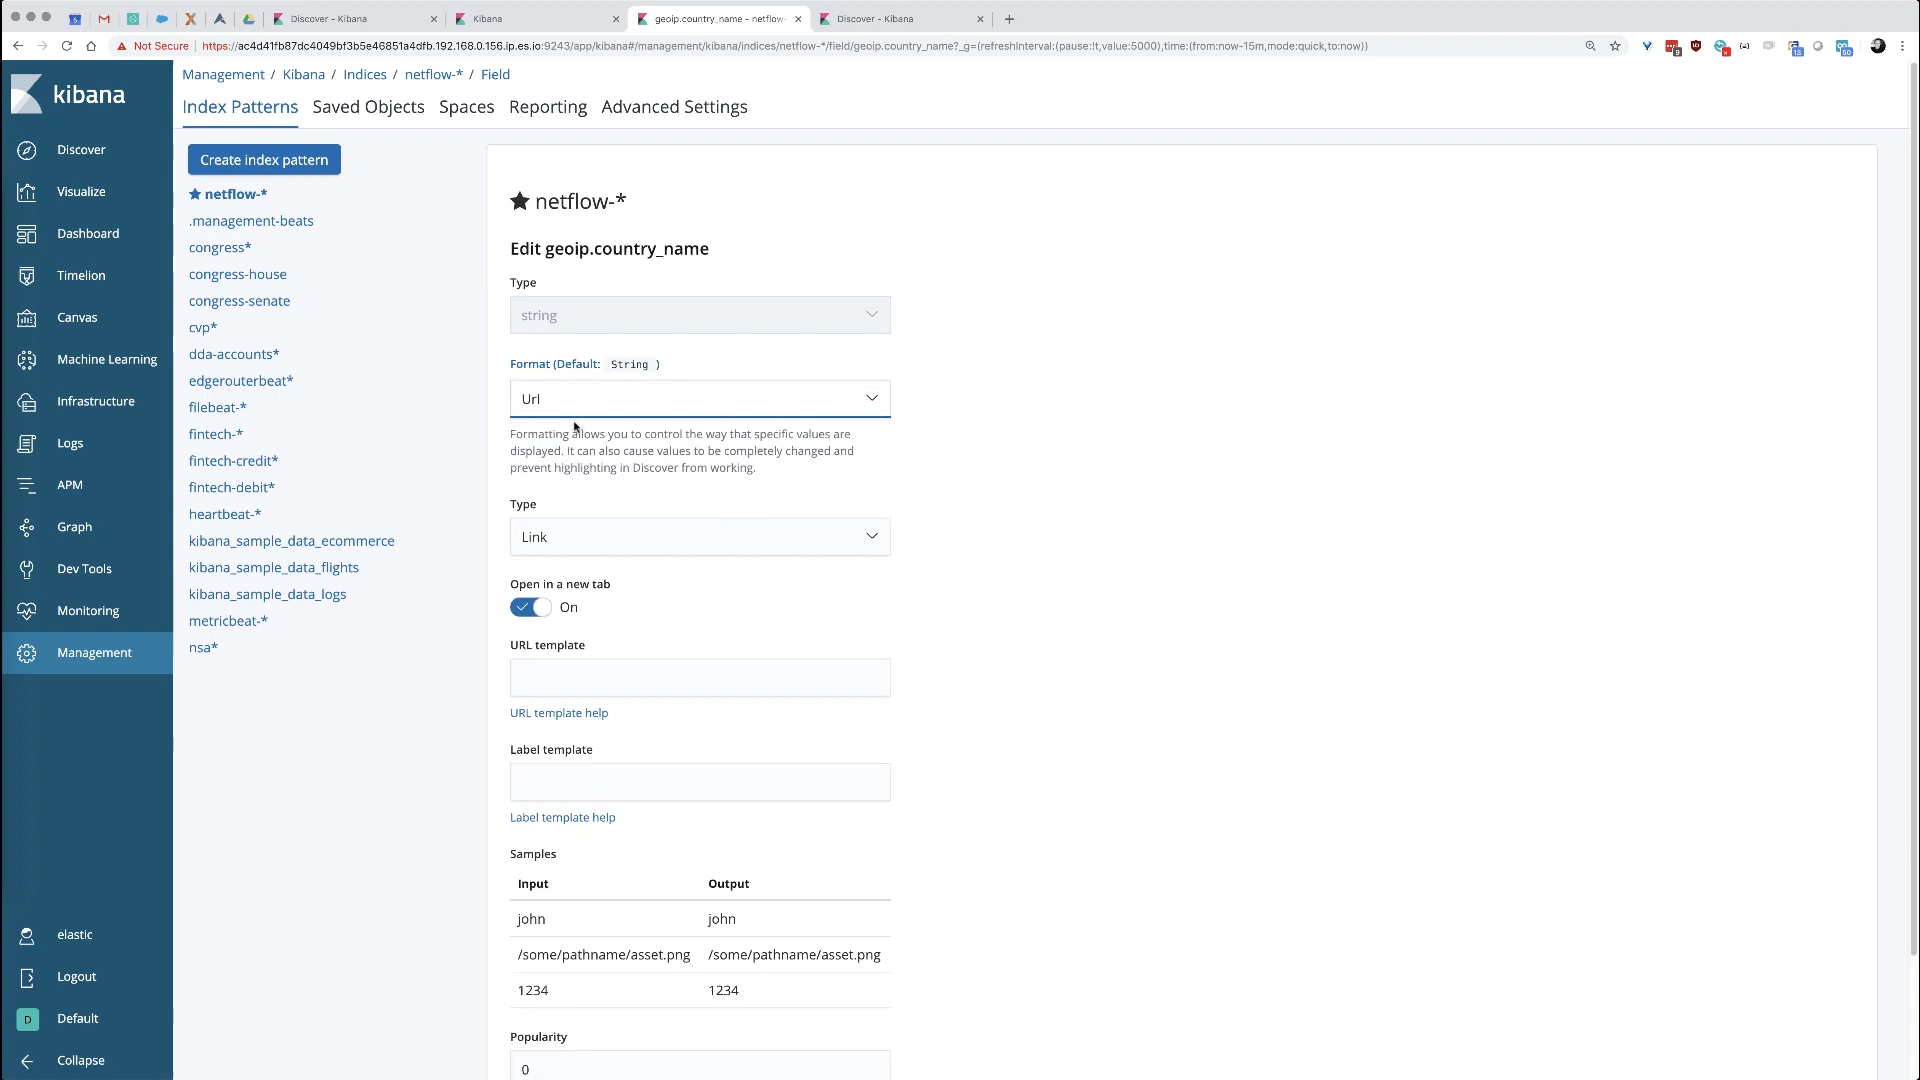 Discover - Kibana
Kibana
geoip.country_name - netflow-
Discover - Kibana
Not Secure https://ac4d41fb87dc4049bf3b5e46851a4dfb.192.168.0.156.ip.es.io:9243/app/kibana#/management/kibana/indices/netflow-*/field/geoip.country_name?_g=(refreshInterval:(pause:!t,value:5000),time:(from:now-15m,mode:quick,to:now))
kibana
Discover
Visualize
Dashboard
Timelion
Canvas
Machine Learning
Infrastructure
Logs
APM
Graph
Dev Tools
Monitoring
Management
elastic
Logout
D Default
Collapse
Management / Kibana / Indices / netflow-* / Field
Index Patterns Saved Objects Spaces Reporting Advanced Settings
Create index pattern
netflow-*
.management-beats
congress*
congress-house
congress-senate
cvp*
dda-accounts*
edgerouterbeat*
filebeat-*
fintech-*
fintech-credit*
fintech-debit*
heartbeat-*
kibana_sample_data_ecommerce
kibana_sample_data_flights
kibana_sample_data_logs
metricbeat-*
nsa*
netflow-*
Edit geoip.country_name
Type
string
Format (Default: String )
Url
Formatting allows you to control the way that specific values are
displayed. It can also cause values to be completely changed and
prevent highlighting in Discover from working.
Type
Link
Open in a new tab
On
URL template
URL template help
Label template
Label template help
Samples
Input Output
john john
/some/pathname/asset.png /some/pathname/asset.png
1234 1234
Popularity
0